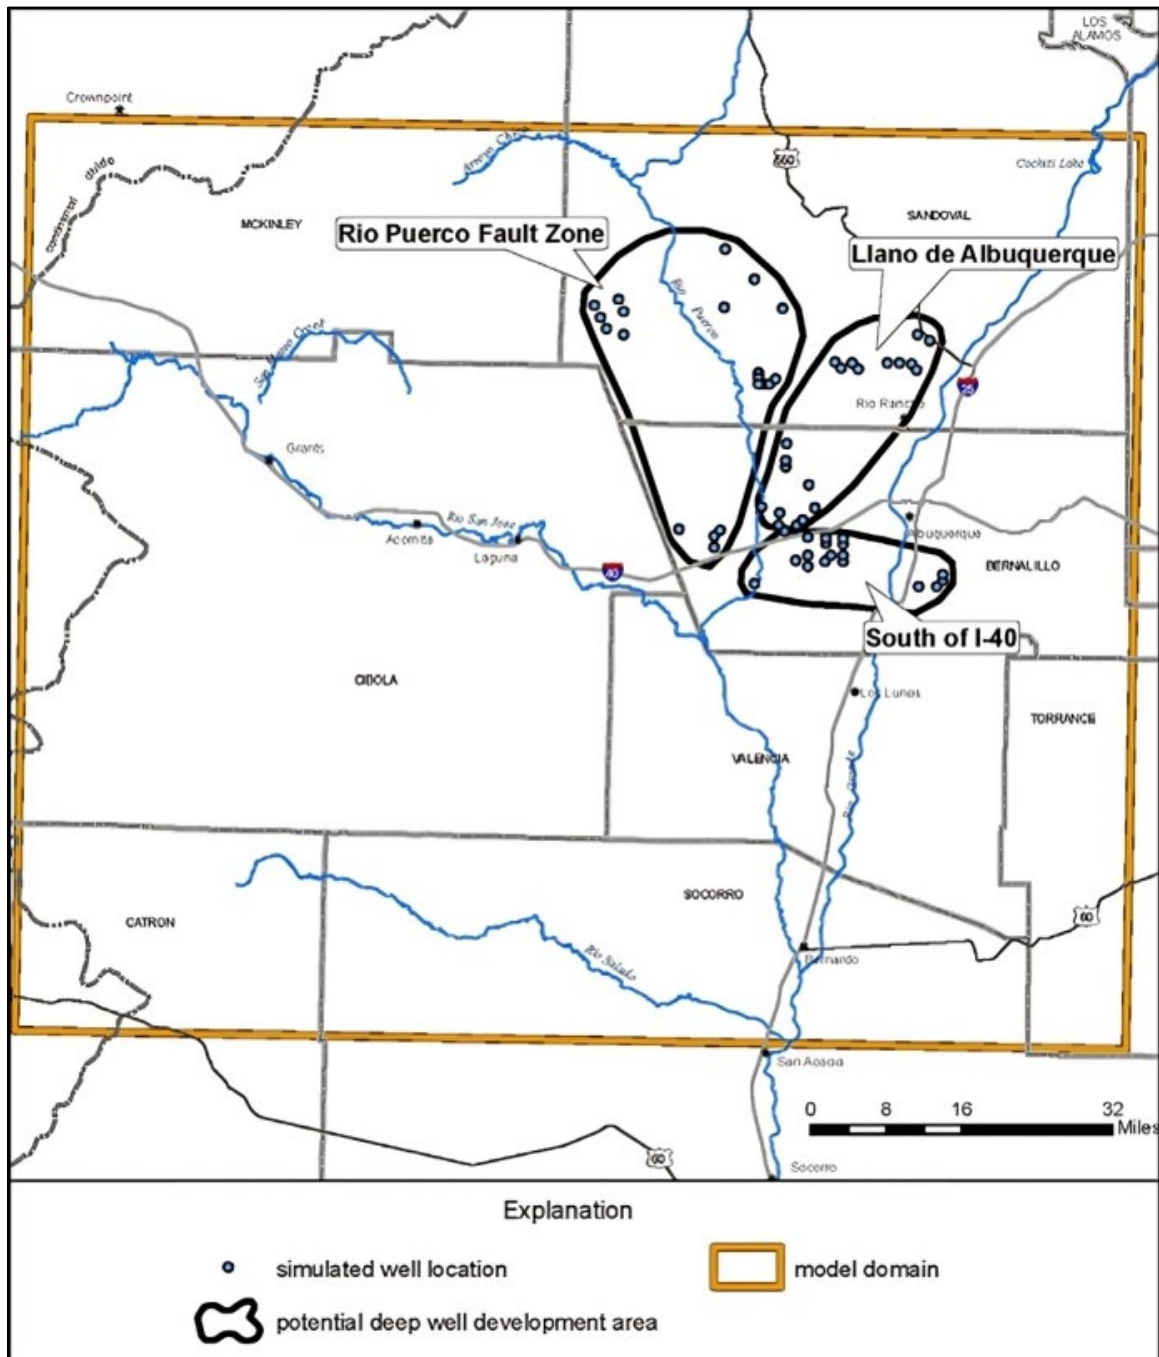 LOS
ALAMOS
Crownpoint
continental divide
Arroyo Chico
550
Cochiti Lake
MCKINLEY
SANDOVAL
Rio Puerco Fault Zone
Llano de Albuquerque
Rio Puerco
San Mateo Creek
25
Rio Rancho
Grants
Rio San Jose
Acomita
Laguna
Albuquerque
40
BERNALILLO
South of I-40
CIBOLA
Los Lunas
TORRANCE
VALENCIA
Rio Grande
SOCORRO
CATRON
60
Rio Salado
Bernardo
San Acacia
0 8 16 32
Miles
60
Socorro
Explanation
simulated well location
model domain
potential deep well development area